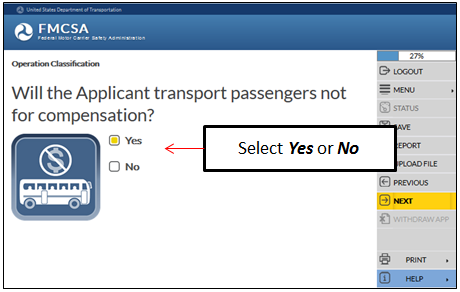 United States Department of Transportation
FMCSA
Federal Motor Carrier Safety Administration
Operation Classification
Will the Applicant transport passengers not
for compensation?
Yes
No
Select Yes or No
27%
LOGOUT
MENU
STATUS
SAVE
REPORT
UPLOAD FILE
PREVIOUS
NEXT
WITHDRAW APP
PRINT
HELP